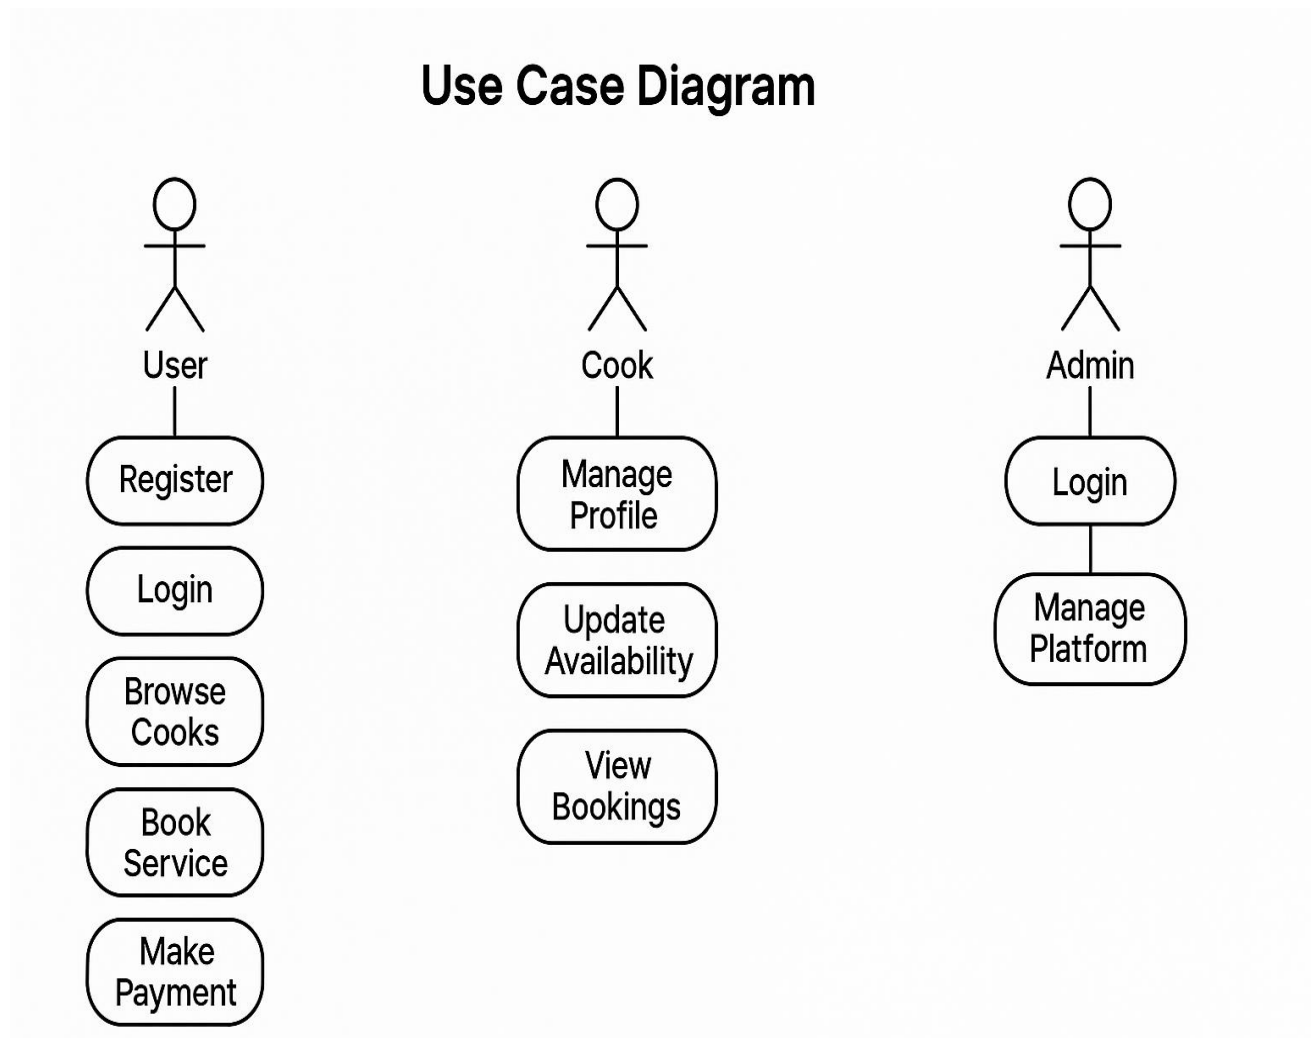 Use Case Diagram
User
Register
Login
Browse
Cooks
Book
Service
Make
Payment
Cook
Manage
Profile
Update
Availability
View
Bookings
Admin
Login
Manage
Platform